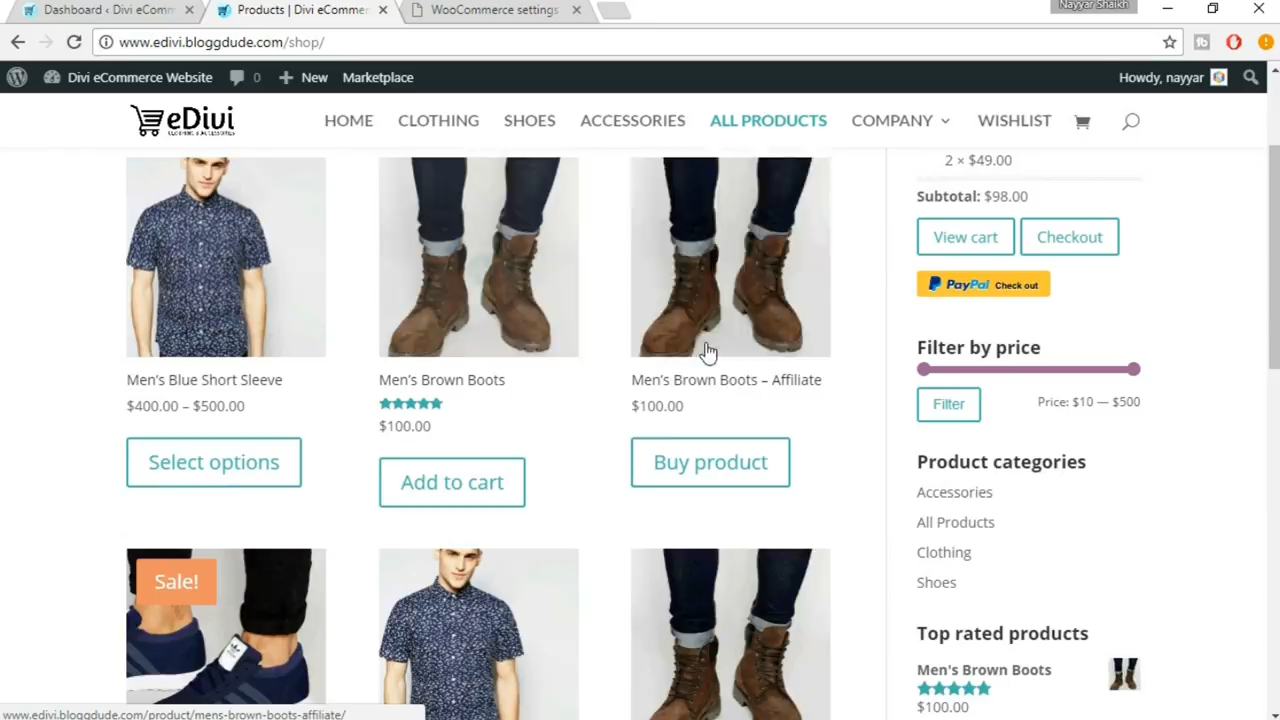 Dashboard ‹ Divi eComm
Products | Divi eCommer
WooCommerce settings
Nayyar Shaikh
www.edivi.bloggdude.com/shop/
Divi eCommerce Website
0
New
Marketplace
Howdy, nayyar
eDivi
CLOTHING & ACCESSORIES
HOME
CLOTHING
SHOES
ACCESSORIES
ALL PRODUCTS
COMPANY
WISHLIST
2 × $49.00
Subtotal: $98.00
View cart
Checkout
PayPal Check out
Filter by price
Filter
Price: $10 — $500
Product categories
Accessories
All Products
Clothing
Shoes
Top rated products
Men's Brown Boots
$100.00
Men’s Blue Short Sleeve
$400.00 – $500.00
Select options
Men’s Brown Boots
$100.00
Add to cart
Men’s Brown Boots – Affiliate
$100.00
Buy product
Sale!
www.edivi.bloggdude.com/product/mens-brown-boots-affiliate/